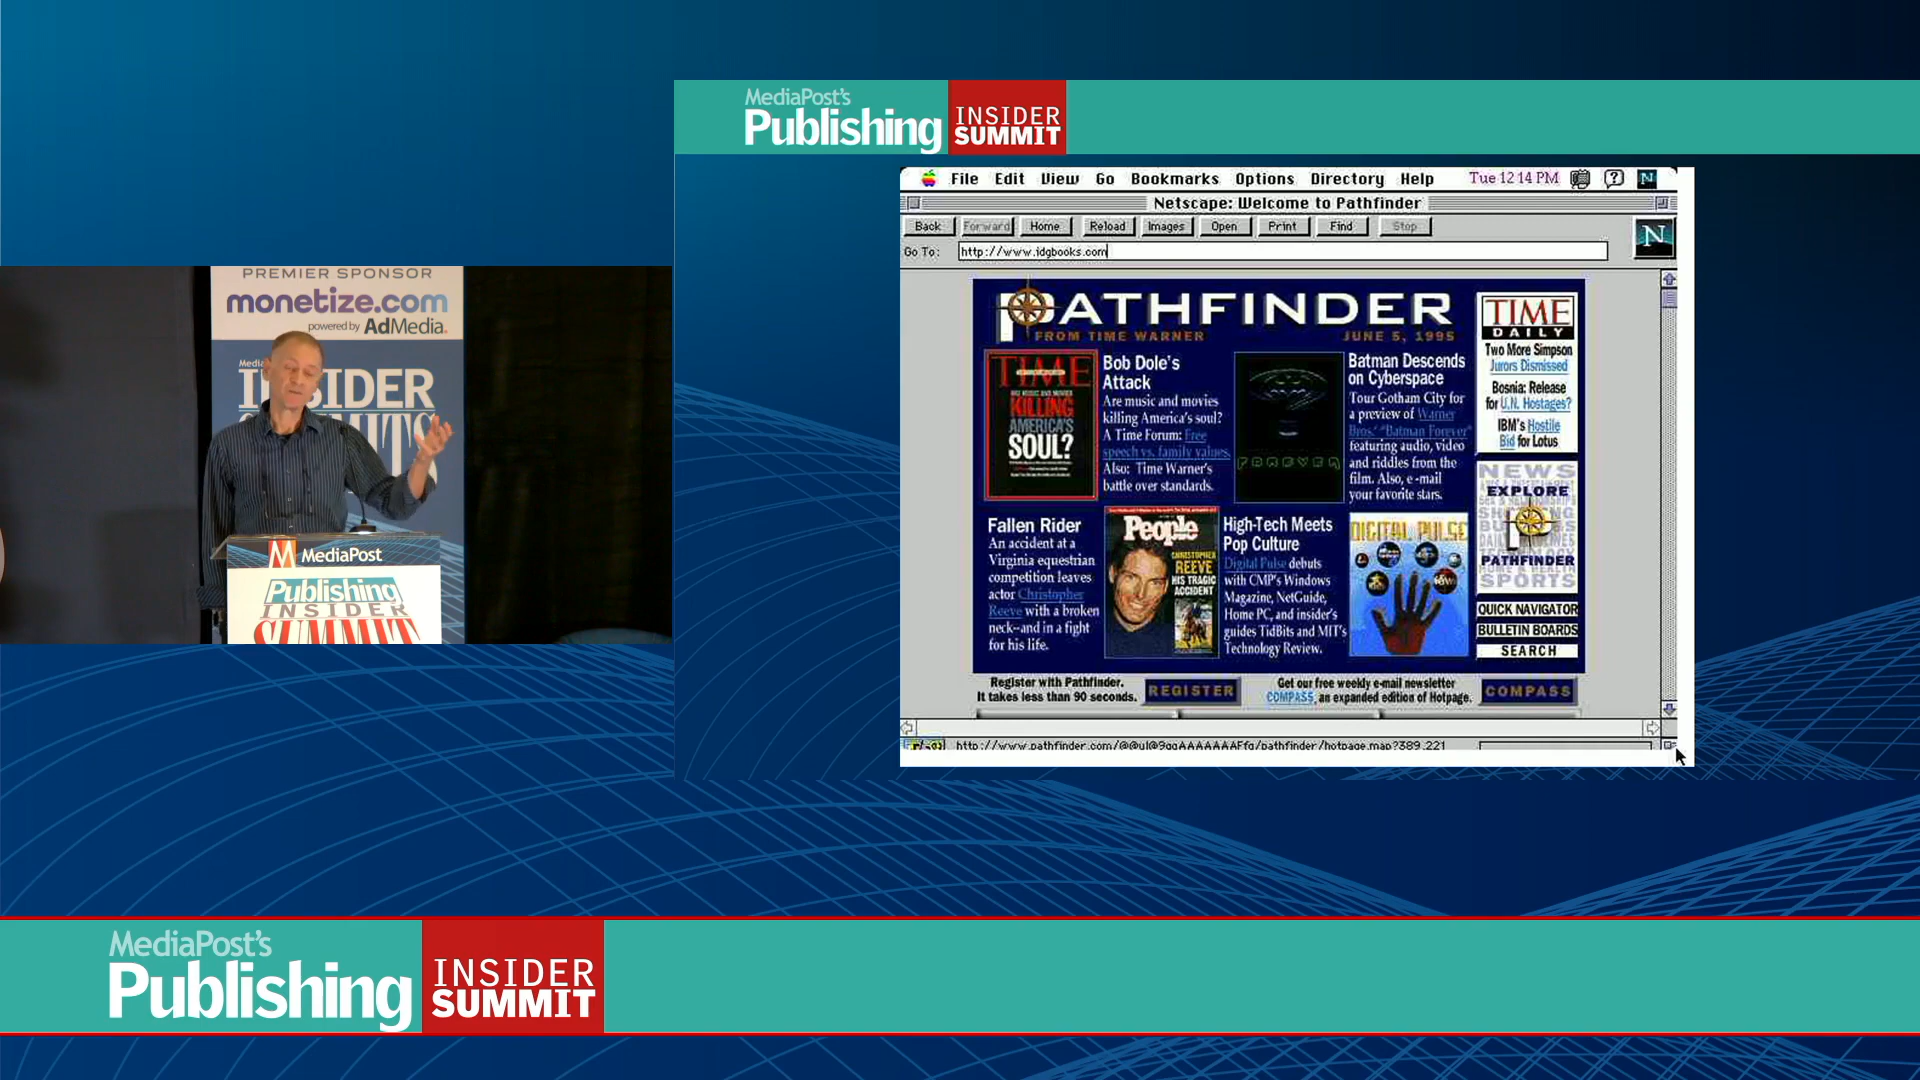 MediaPost's
Publishing
INSIDER
SUMMIT
PREMIER SPONSOR
monetize.com
powered by AdMedia.
INSIDER
MediaPost
Publishing
INSIDER
SUMMIT
File Edit View Go Bookmarks Options Directory Help Tue 12 14 PM
Netscape: Welcome to Pathfinder
Back Forward Home Reload Images Open Print Find Stop
Go To: http://www.idgbooks.com
N
PATHFINDER
FROM TIME WARNER JUNE 5, 1995
TIME
KILLING
AMERICA'S
SOUL?
Bob Dole's
Attack
Are music and movies
killing America's soul?
A Time Forum: Free
speech vs. family values.
Also: Time Warner's
battle over standards.
FOREVER
Batman Descends
on Cyberspace
Tour Gotham City for
a preview of Warner
Bros.' "Batman Forever"
featuring audio, video
and riddles from the
film. Also, e-mail
your favorite stars.
Fallen Rider
An accident at a
Virginia equestrian
competition leaves
actor Christopher
Reeve with a broken
neck--and in a fight
for his life.
People
CHRISTOPHER
REEVE
HIS TRAGIC
ACCIDENT
High-Tech Meets
Pop Culture
Digital Pulse debuts
with CMP's Windows
Magazine, NetGuide,
Home PC, and insider's
guides TidBits and MIT's
Technology Review.
DIGITAL PULSE
TIME
DAILY
Two More Simpson
Jurors Dismissed
Bosnia: Release
for U.N. Hostages?
IBM's Hostile
Bid for Lotus
NEWS
EXPLORE
PATHFINDER
SPORTS
QUICK NAVIGATOR
BULLETIN BOARDS
SEARCH
Register with Pathfinder.
It takes less than 90 seconds.
REGISTER
Get our free weekly e-mail newsletter
COMPASS, an expanded edition of Hotpage.
COMPASS
MediaPost's
Publishing
INSIDER
SUMMIT